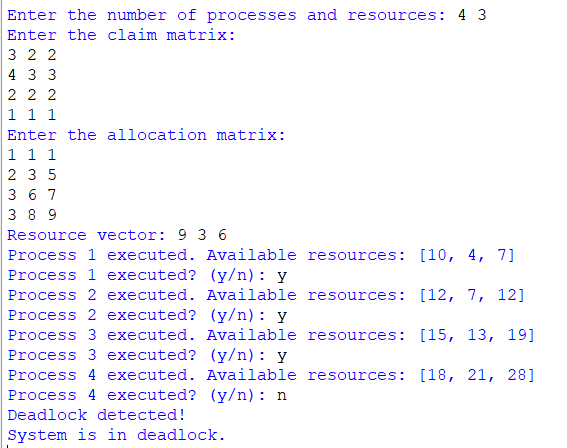 Enter the number of processes and resources: 4 3
Enter the claim matrix:
3 2 2
4 3 3
2 2 2
1 1 1
Enter the allocation matrix:
1 1 1
2 3 5
3 6 7
3 8 9
Resource vector: 9 3 6
Process 1 executed. Available resources: [10, 4, 7]
Process 1 executed? (y/n): y
Process 2 executed. Available resources: [12, 7, 12]
Process 2 executed? (y/n): y
Process 3 executed. Available resources: [15, 13, 19]
Process 3 executed? (y/n): y
Process 4 executed. Available resources: [18, 21, 28]
Process 4 executed? (y/n): n
Deadlock detected!
System is in deadlock.